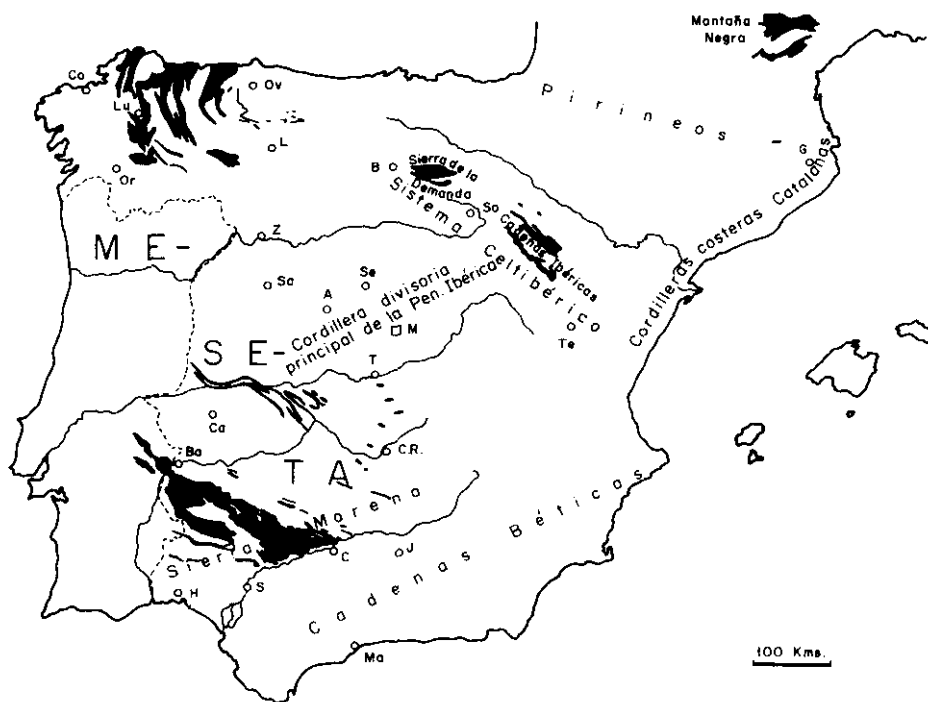 Montaña
Negra
Co
Ov
Pirineos
Lu
L
G
B
Sierra de la
Demanda
Or
Sistema
So
Cadenas Ibéricas
Cordilleras costeras Catalanas
ME-
Z
Celtibérico
Sa
Se
A
Cordillera divisoria
principal de la Pen. Ibérica
M
Te
SE-
T
Ca
Ba
C.R.
TA
Sierra Morena
C
J
Cadenas Béticas
H
S
Ma
100 Kms.